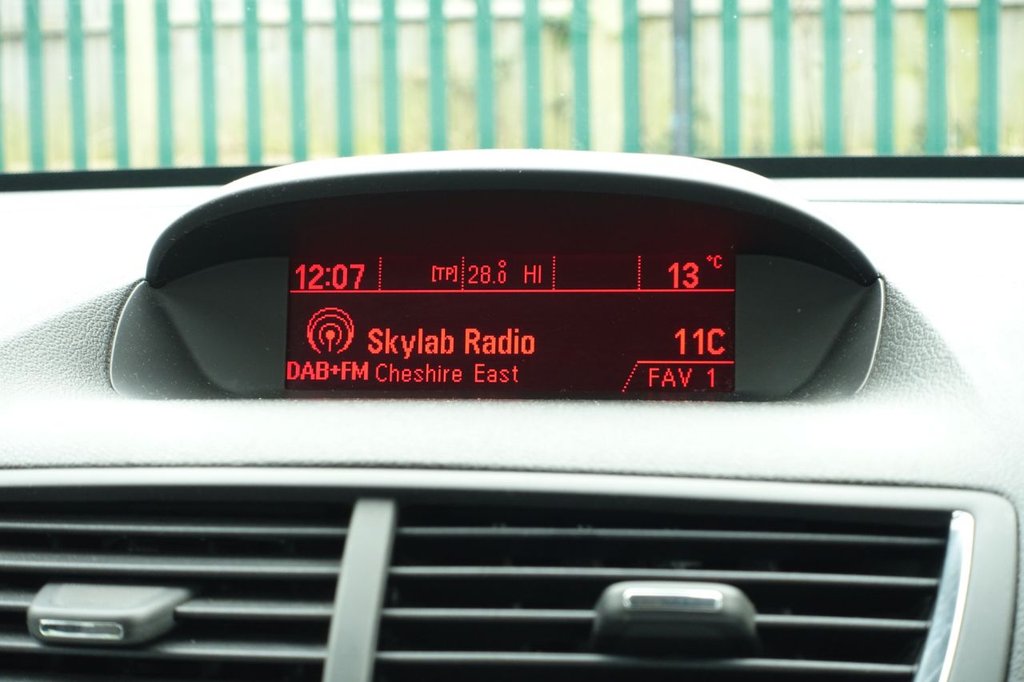 12:07 [TP] 28.0° HI 13 °C
Skylab Radio 11C
DAB+FM Cheshire East FAV 1